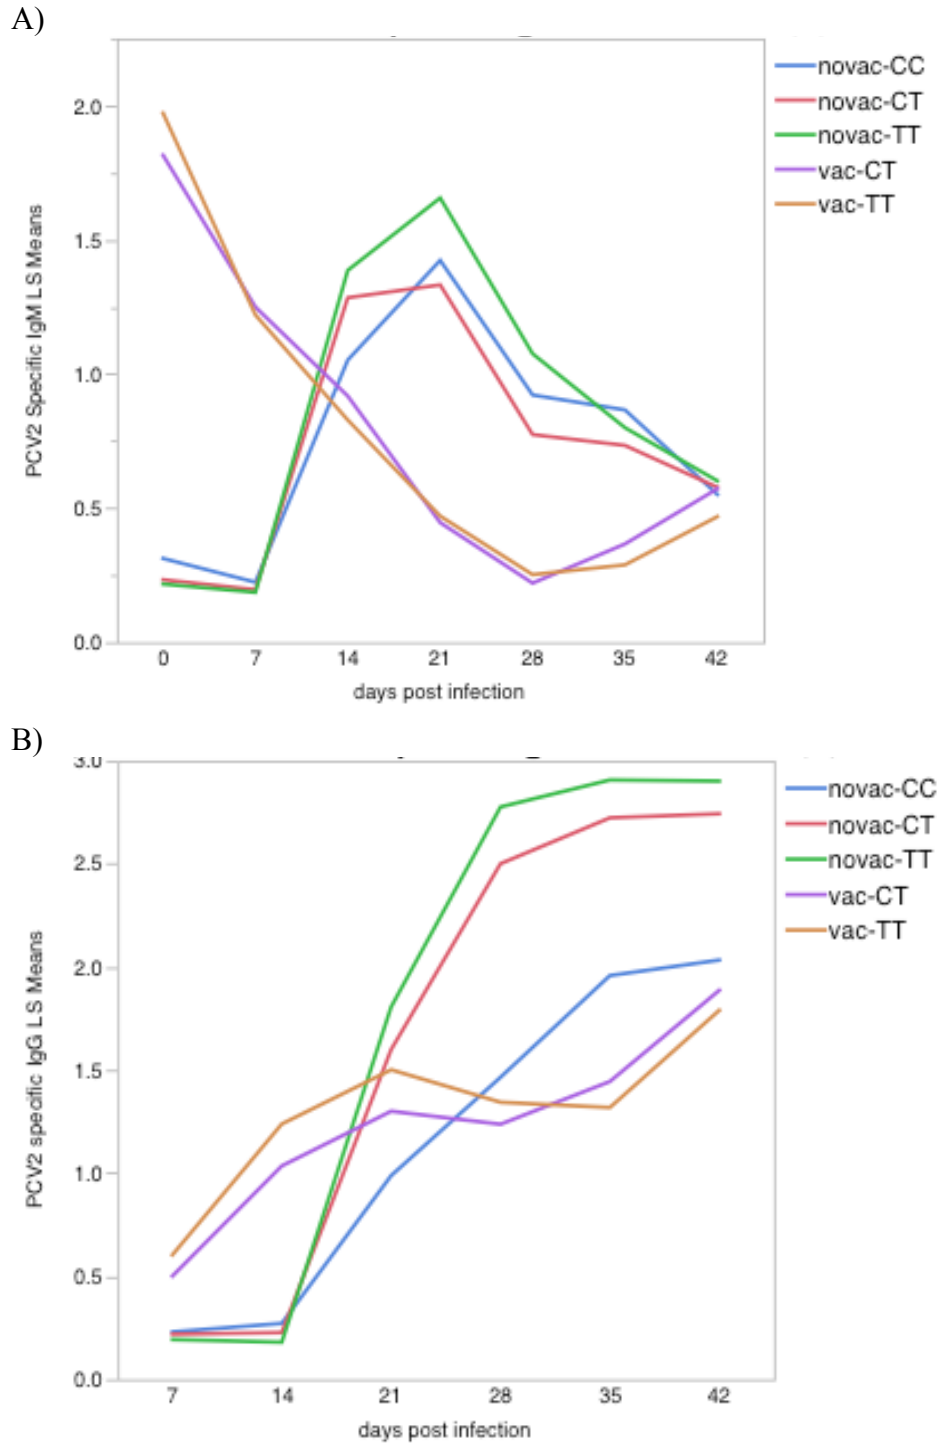 A)
2.0
1.5
1.0
0.5
0.0
PCV2 Specific IgM LS Means
0 7 14 21 28 35 42
days post infection
novac-CC
novac-CT
novac-TT
vac-CT
vac-TT
B)
3.0
2.5
2.0
1.5
1.0
0.5
0.0
PCV2 specific IgG LS Means
7 14 21 28 35 42
days post infection
novac-CC
novac-CT
novac-TT
vac-CT
vac-TT